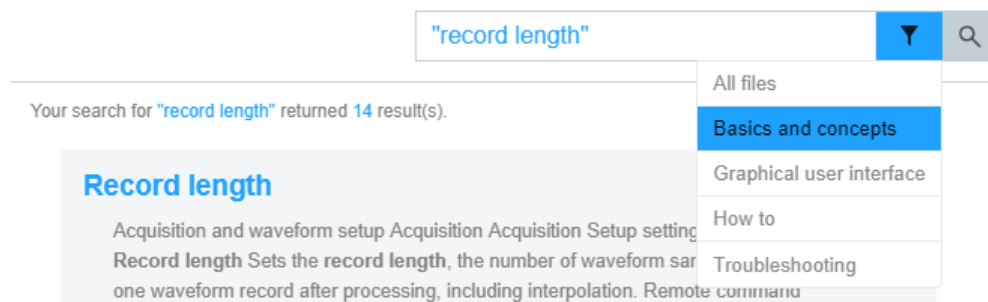 "record length"
All files
Your search for "record length" returned 14 result(s).
Basics and concepts
Graphical user interface
How to
Troubleshooting
Record length
Acquisition and waveform setup Acquisition Acquisition Setup setting
Record length Sets the record length, the number of waveform
one waveform record after processing, including interpolation. Remote command